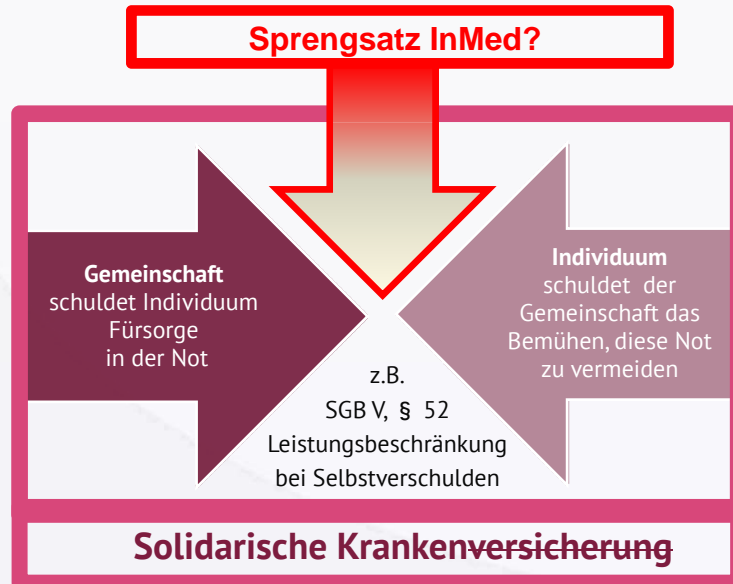 Sprengsatz InMed?
Gemeinschaft
schuldet Individuum
Fürsorge
in der Not
Individuum
schuldet der
Gemeinschaft das
Bemühen, diese Not
zu vermeiden
z.B.
SGB V, § 52
Leistungsbeschränkung
bei Selbstverschulden
Solidarische Krankenversicherung